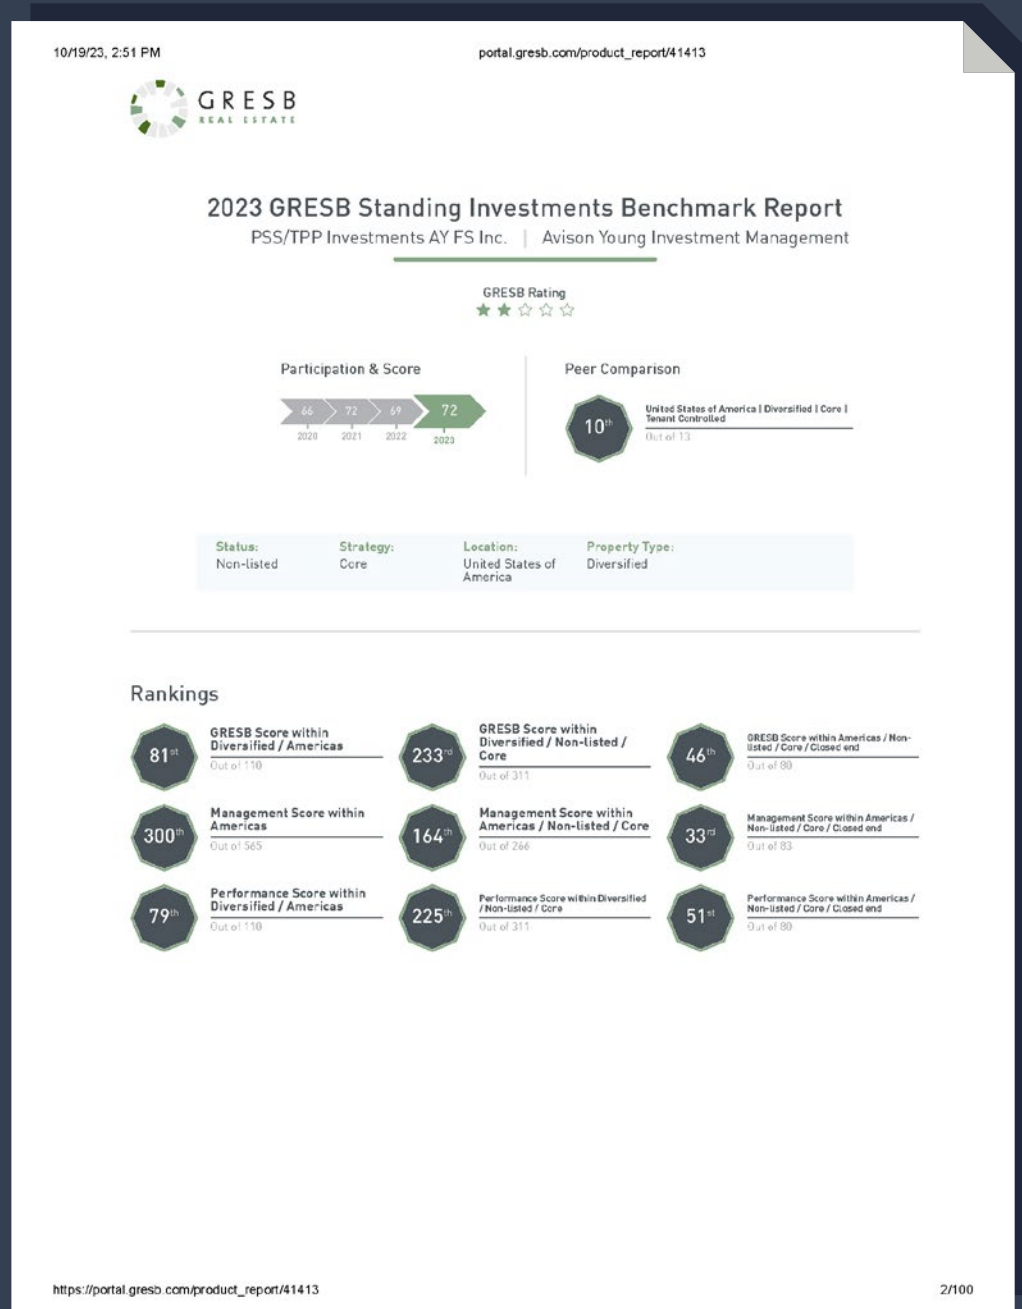 10/19/23, 2:51 PM
portal.gresb.com/product_report/41413
GRESB
REAL ESTATE
2023 GRESB Standing Investments Benchmark Report
PSS/TPP Investments AY FS Inc. | Avison Young Investment Management
GRESB Rating
Participation & Score
66 72 69 72
2020 2021 2022 2023
Peer Comparison
10th
United States of America | Diversified | Core |
Tenant Controlled
Out of 13
Status:
Non-listed
Strategy:
Core
Location:
United States of
America
Property Type:
Diversified
Rankings
81st
GRESB Score within
Diversified / Americas
Out of 110
233rd
GRESB Score within
Diversified / Non-listed /
Core
Out of 311
46th
GRESB Score within Americas / Non-
listed / Core / Closed end
Out of 80
300th
Management Score within
Americas
Out of 565
164th
Management Score within
Americas / Non-listed / Core
Out of 266
33rd
Management Score within Americas /
Non-listed / Core / Closed end
Out of 83
79th
Performance Score within
Diversified / Americas
Out of 110
225th
Performance Score within Diversified
/ Non-listed / Core
Out of 311
51st
Performance Score within Americas /
Non-listed / Core / Closed end
Out of 80
https://portal.gresb.com/product_report/41413
2/100